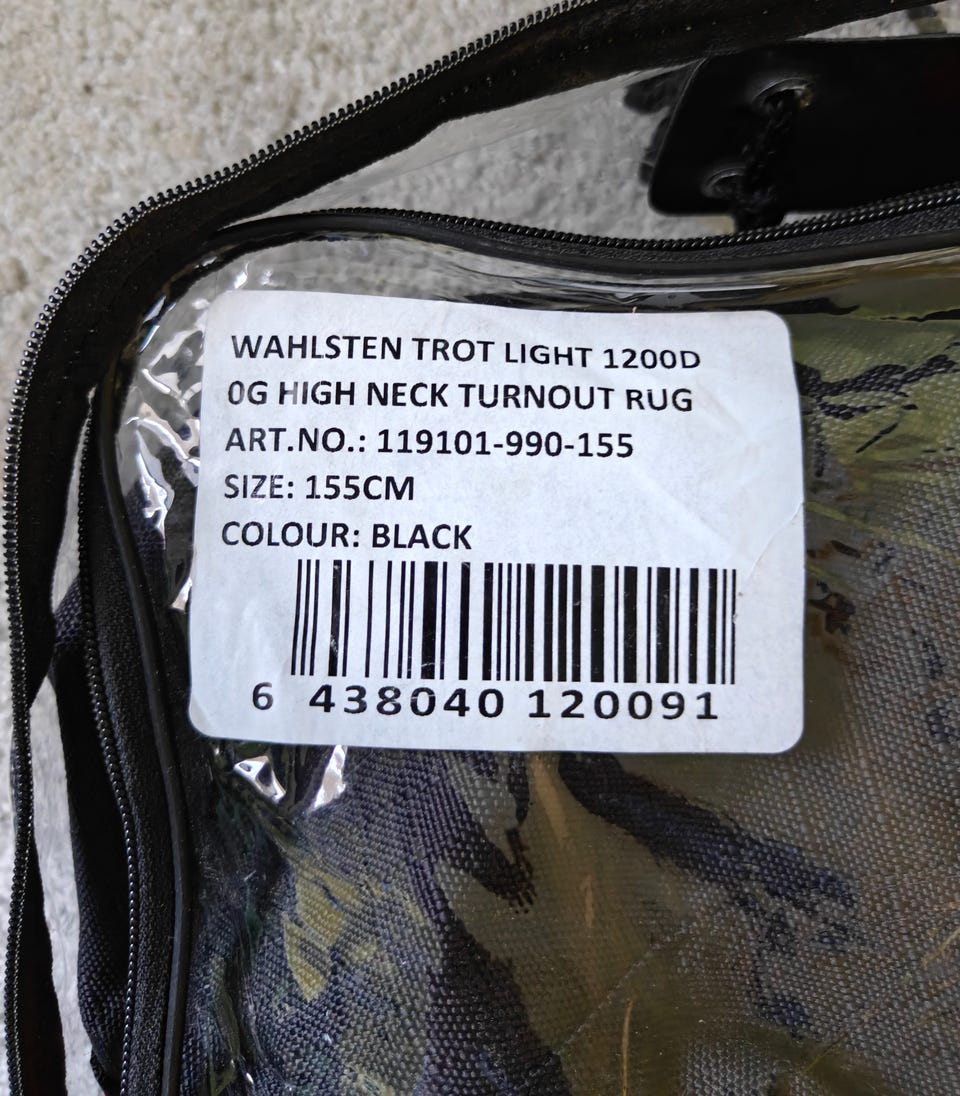 WAHLSTEN TROT LIGHT 1200D
0G HIGH NECK TURNOUT RUG
ART.NO.: 119101-990-155
SIZE: 155CM
COLOUR: BLACK
6 438040 120091